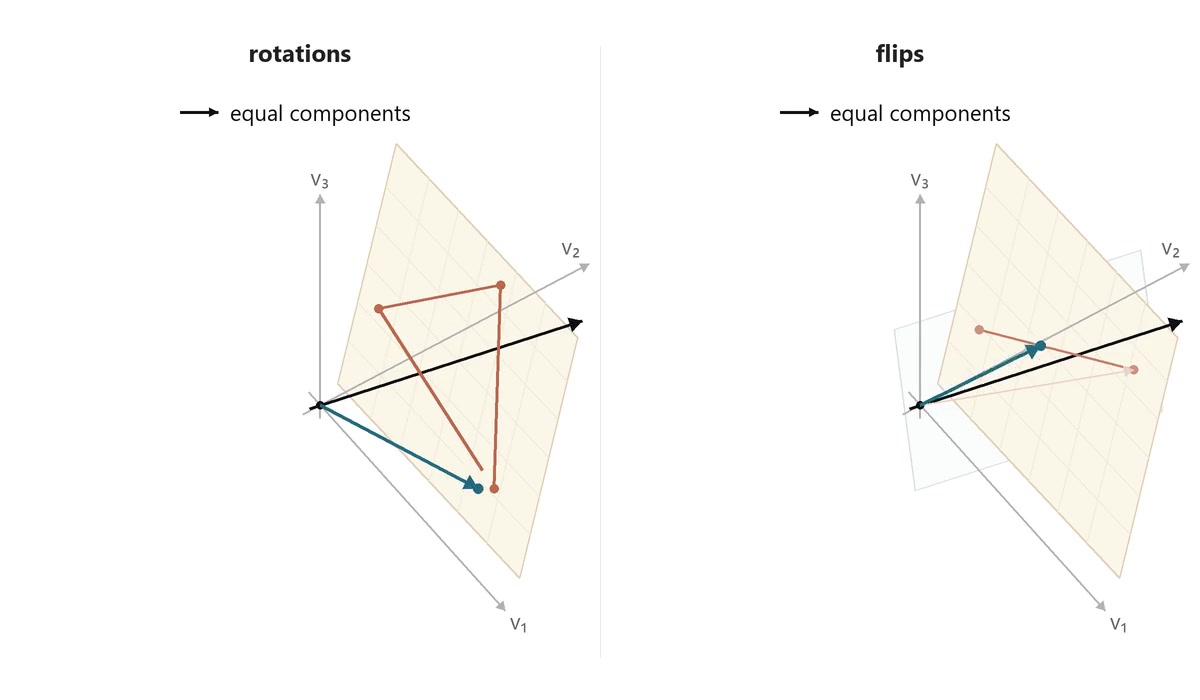 rotations
equal components
V₃
V₂
V₁
flips
equal components
V₃
V₂
V₁